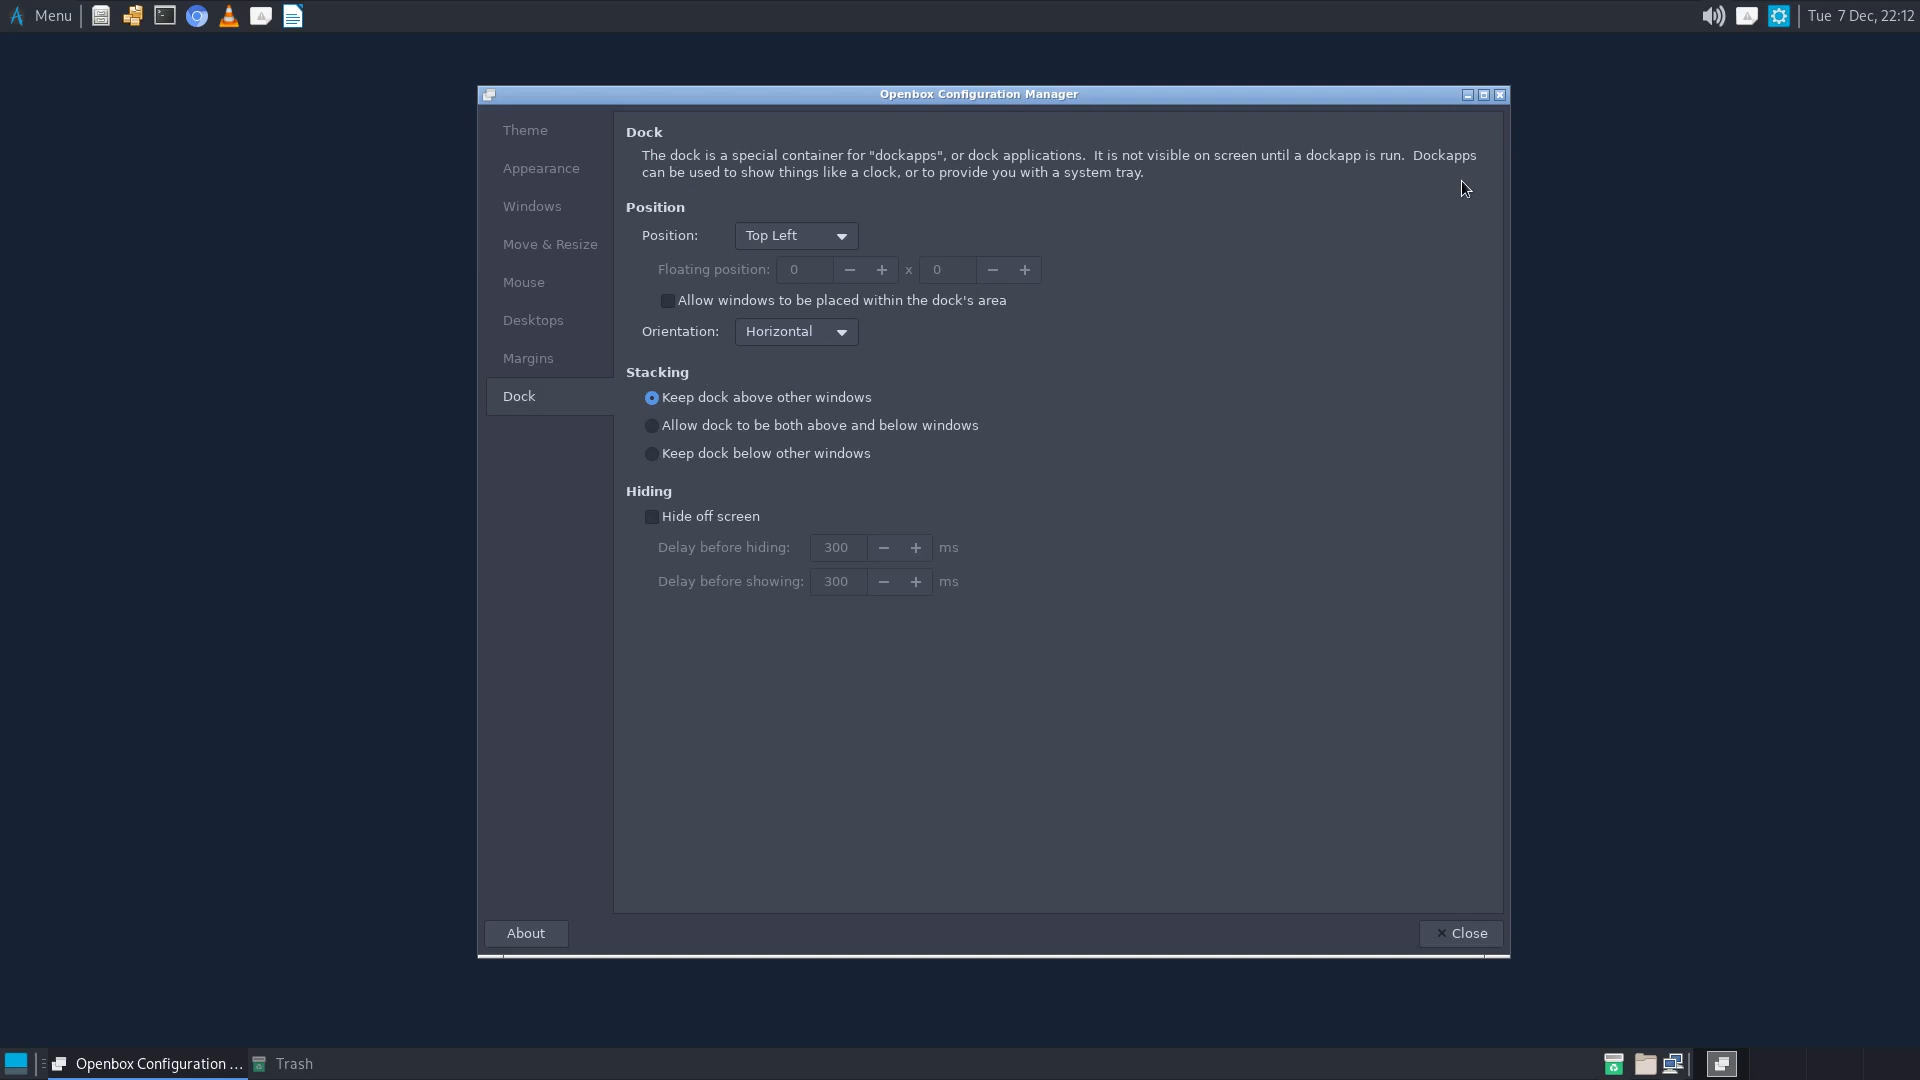 Menu
Tue 7 Dec, 22:12
Openbox Configuration Manager
Theme
Appearance
Windows
Move & Resize
Mouse
Desktops
Margins
Dock
Dock
The dock is a special container for "dockapps", or dock applications.  It is not visible on screen until a dockapp is run.  Dockapps
can be used to show things like a clock, or to provide you with a system tray.
Position
Position: Top Left
Floating position: 0 − + x 0 − +
Allow windows to be placed within the dock's area
Orientation: Horizontal
Stacking
Keep dock above other windows
Allow dock to be both above and below windows
Keep dock below other windows
Hiding
Hide off screen
Delay before hiding: 300 − + ms
Delay before showing: 300 − + ms
About
Close
Openbox Configuration ...
Trash